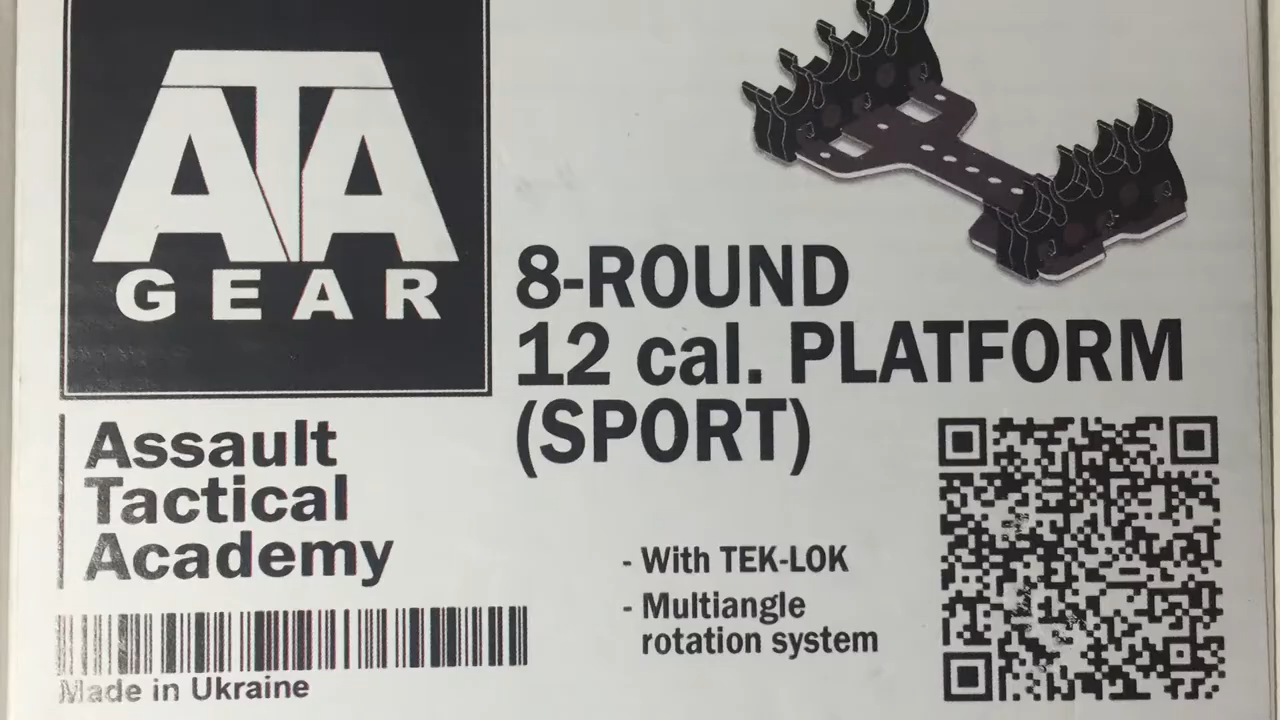 ATA
GEAR
8-ROUND
12 cal. PLATFORM
(SPORT)
Assault
Tactical
Academy
- With TEK-LOK
- Multiangle
rotation system
Made in Ukraine